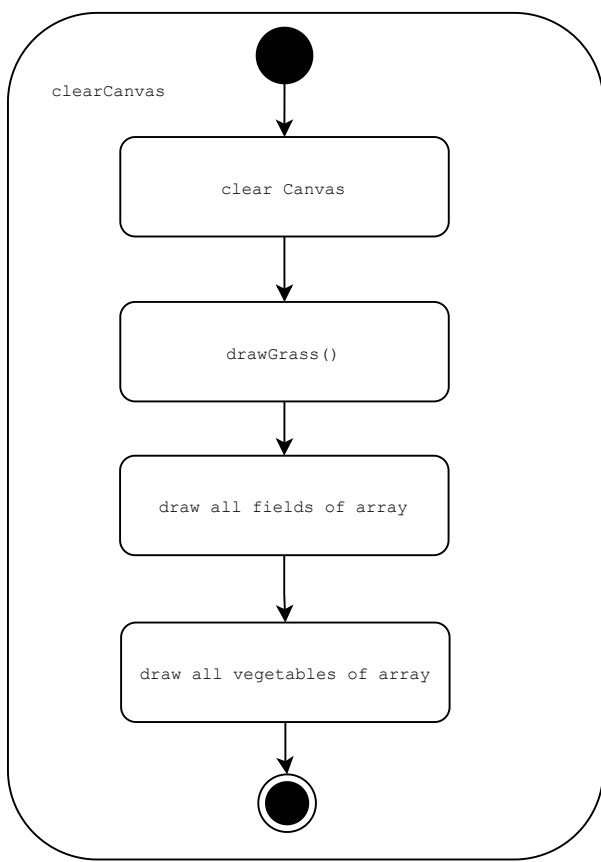 clearCanvas
clear Canvas
drawGrass()
draw all fields of array
draw all vegetables of array